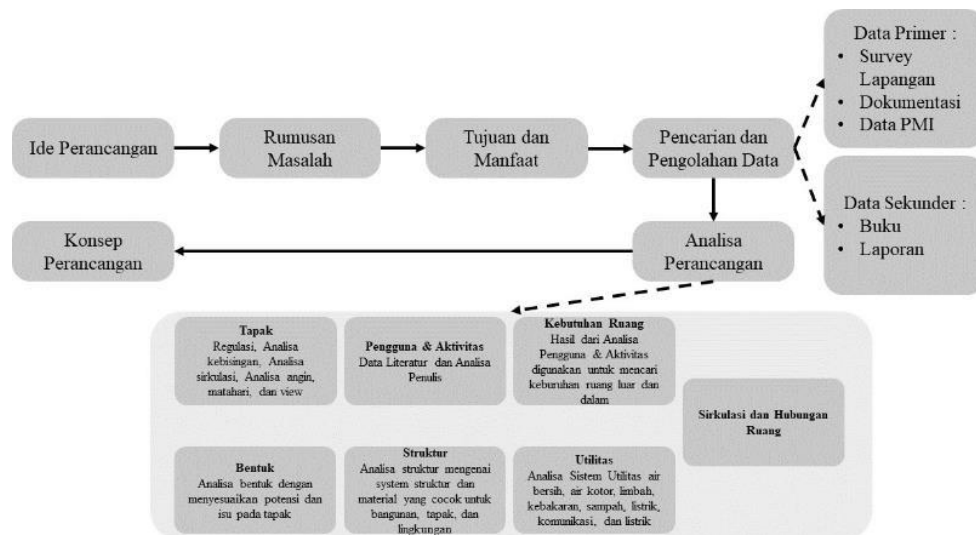 Ide Perancangan
Rumusan
Masalah
Tujuan dan
Manfaat
Pencarian dan
Pengolahan Data
Data Primer :
• Survey
Lapangan
• Dokumentasi
• Data PMI
Data Sekunder :
• Buku
• Laporan
Konsep
Perancangan
Analisa
Perancangan
Tapak
Regulasi, Analisa
kebisingan, Analisa
sirkulasi, Analisa angin,
matahari, dan view
Pengguna & Aktivitas
Data Literatur dan Analisa
Penulis
Kebutuhan Ruang
Hasil dari Analisa
Pengguna & Aktivitas
digunakan untuk mencari
keburuhan ruang luar dan
dalam
Sirkulasi dan Hubungan
Ruang
Bentuk
Analisa bentuk dengan
menyesuaikan potensi dan
isu pada tapak
Struktur
Analisa struktur mengenai
system struktur dan
material yang cocok untuk
bangunan, tapak, dan
lingkungan
Utilitas
Analisa Sistem Utilitas air
bersih, air kotor, limbah,
kebakaran, sampah, listrik,
komunikasi, dan listrik